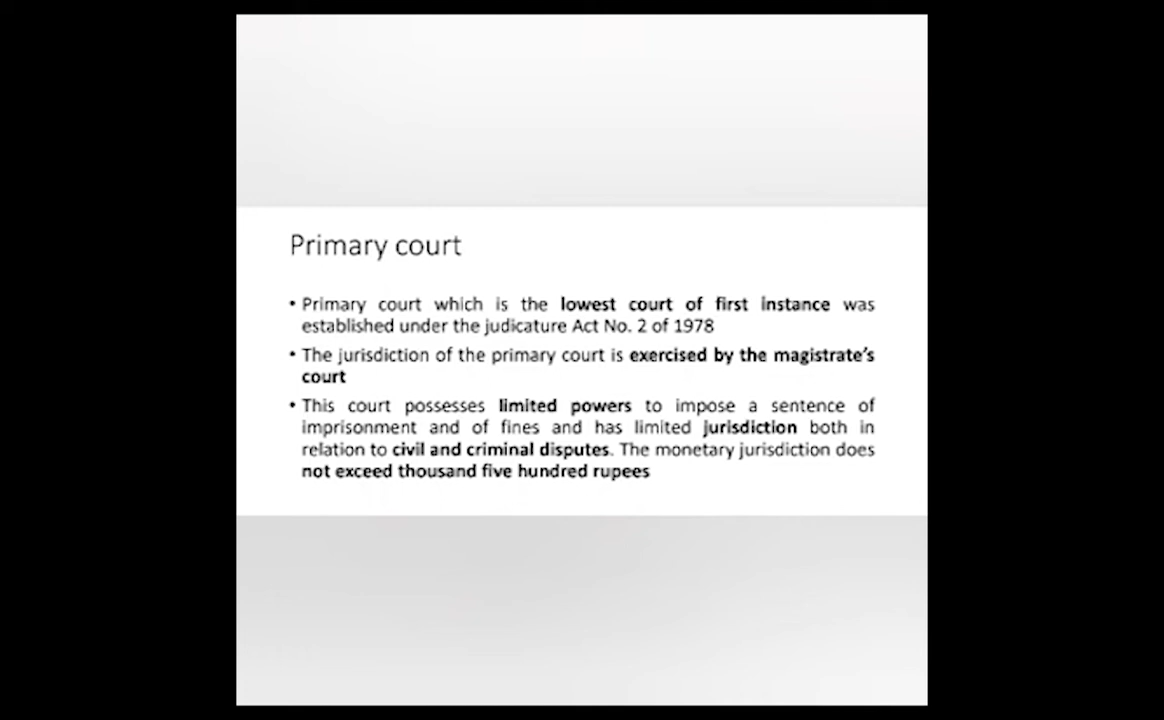 Primary court
• Primary court which is the lowest court of first instance was
established under the judicature Act No. 2 of 1978
• The jurisdiction of the primary court is exercised by the magistrate's
court
• This court possesses limited powers to impose a sentence of
imprisonment and of fines and has limited jurisdiction both in
relation to civil and criminal disputes. The monetary jurisdiction does
not exceed thousand five hundred rupees